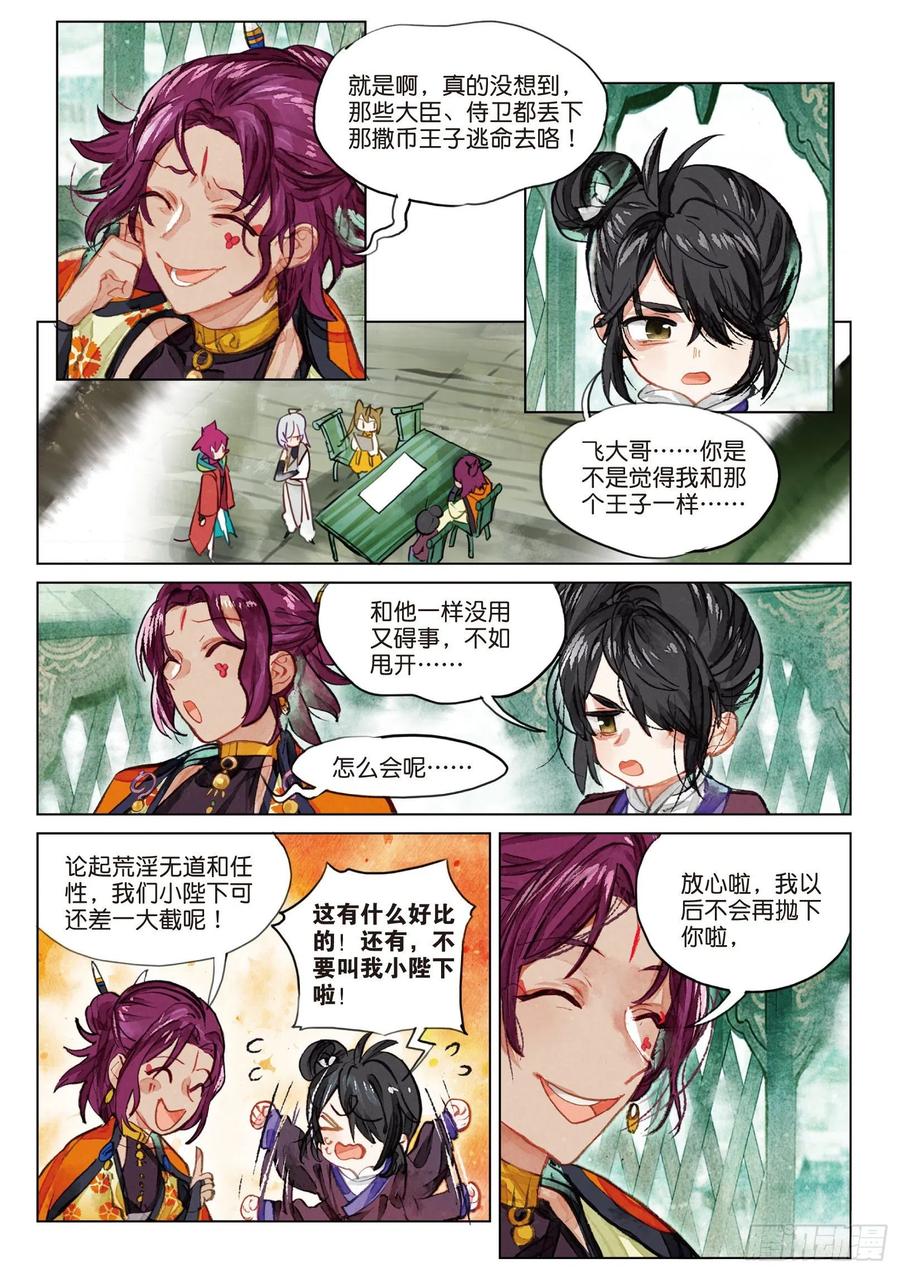 就是啊，真的没想到，
那些大臣、侍卫都丢下
那撒币王子逃命去咯！
飞大哥……你是
不是觉得我和那
个王子一样……
和他一样没用
又碍事，不如
甩开……
怎么会呢……
论起荒淫无道和任
性，我们小陛下可
还差一大截呢！
这有什么好比
的！还有，不
要叫我小陛下
啦！
放心啦，我以
后不会再抛下
你啦，
腾讯动漫